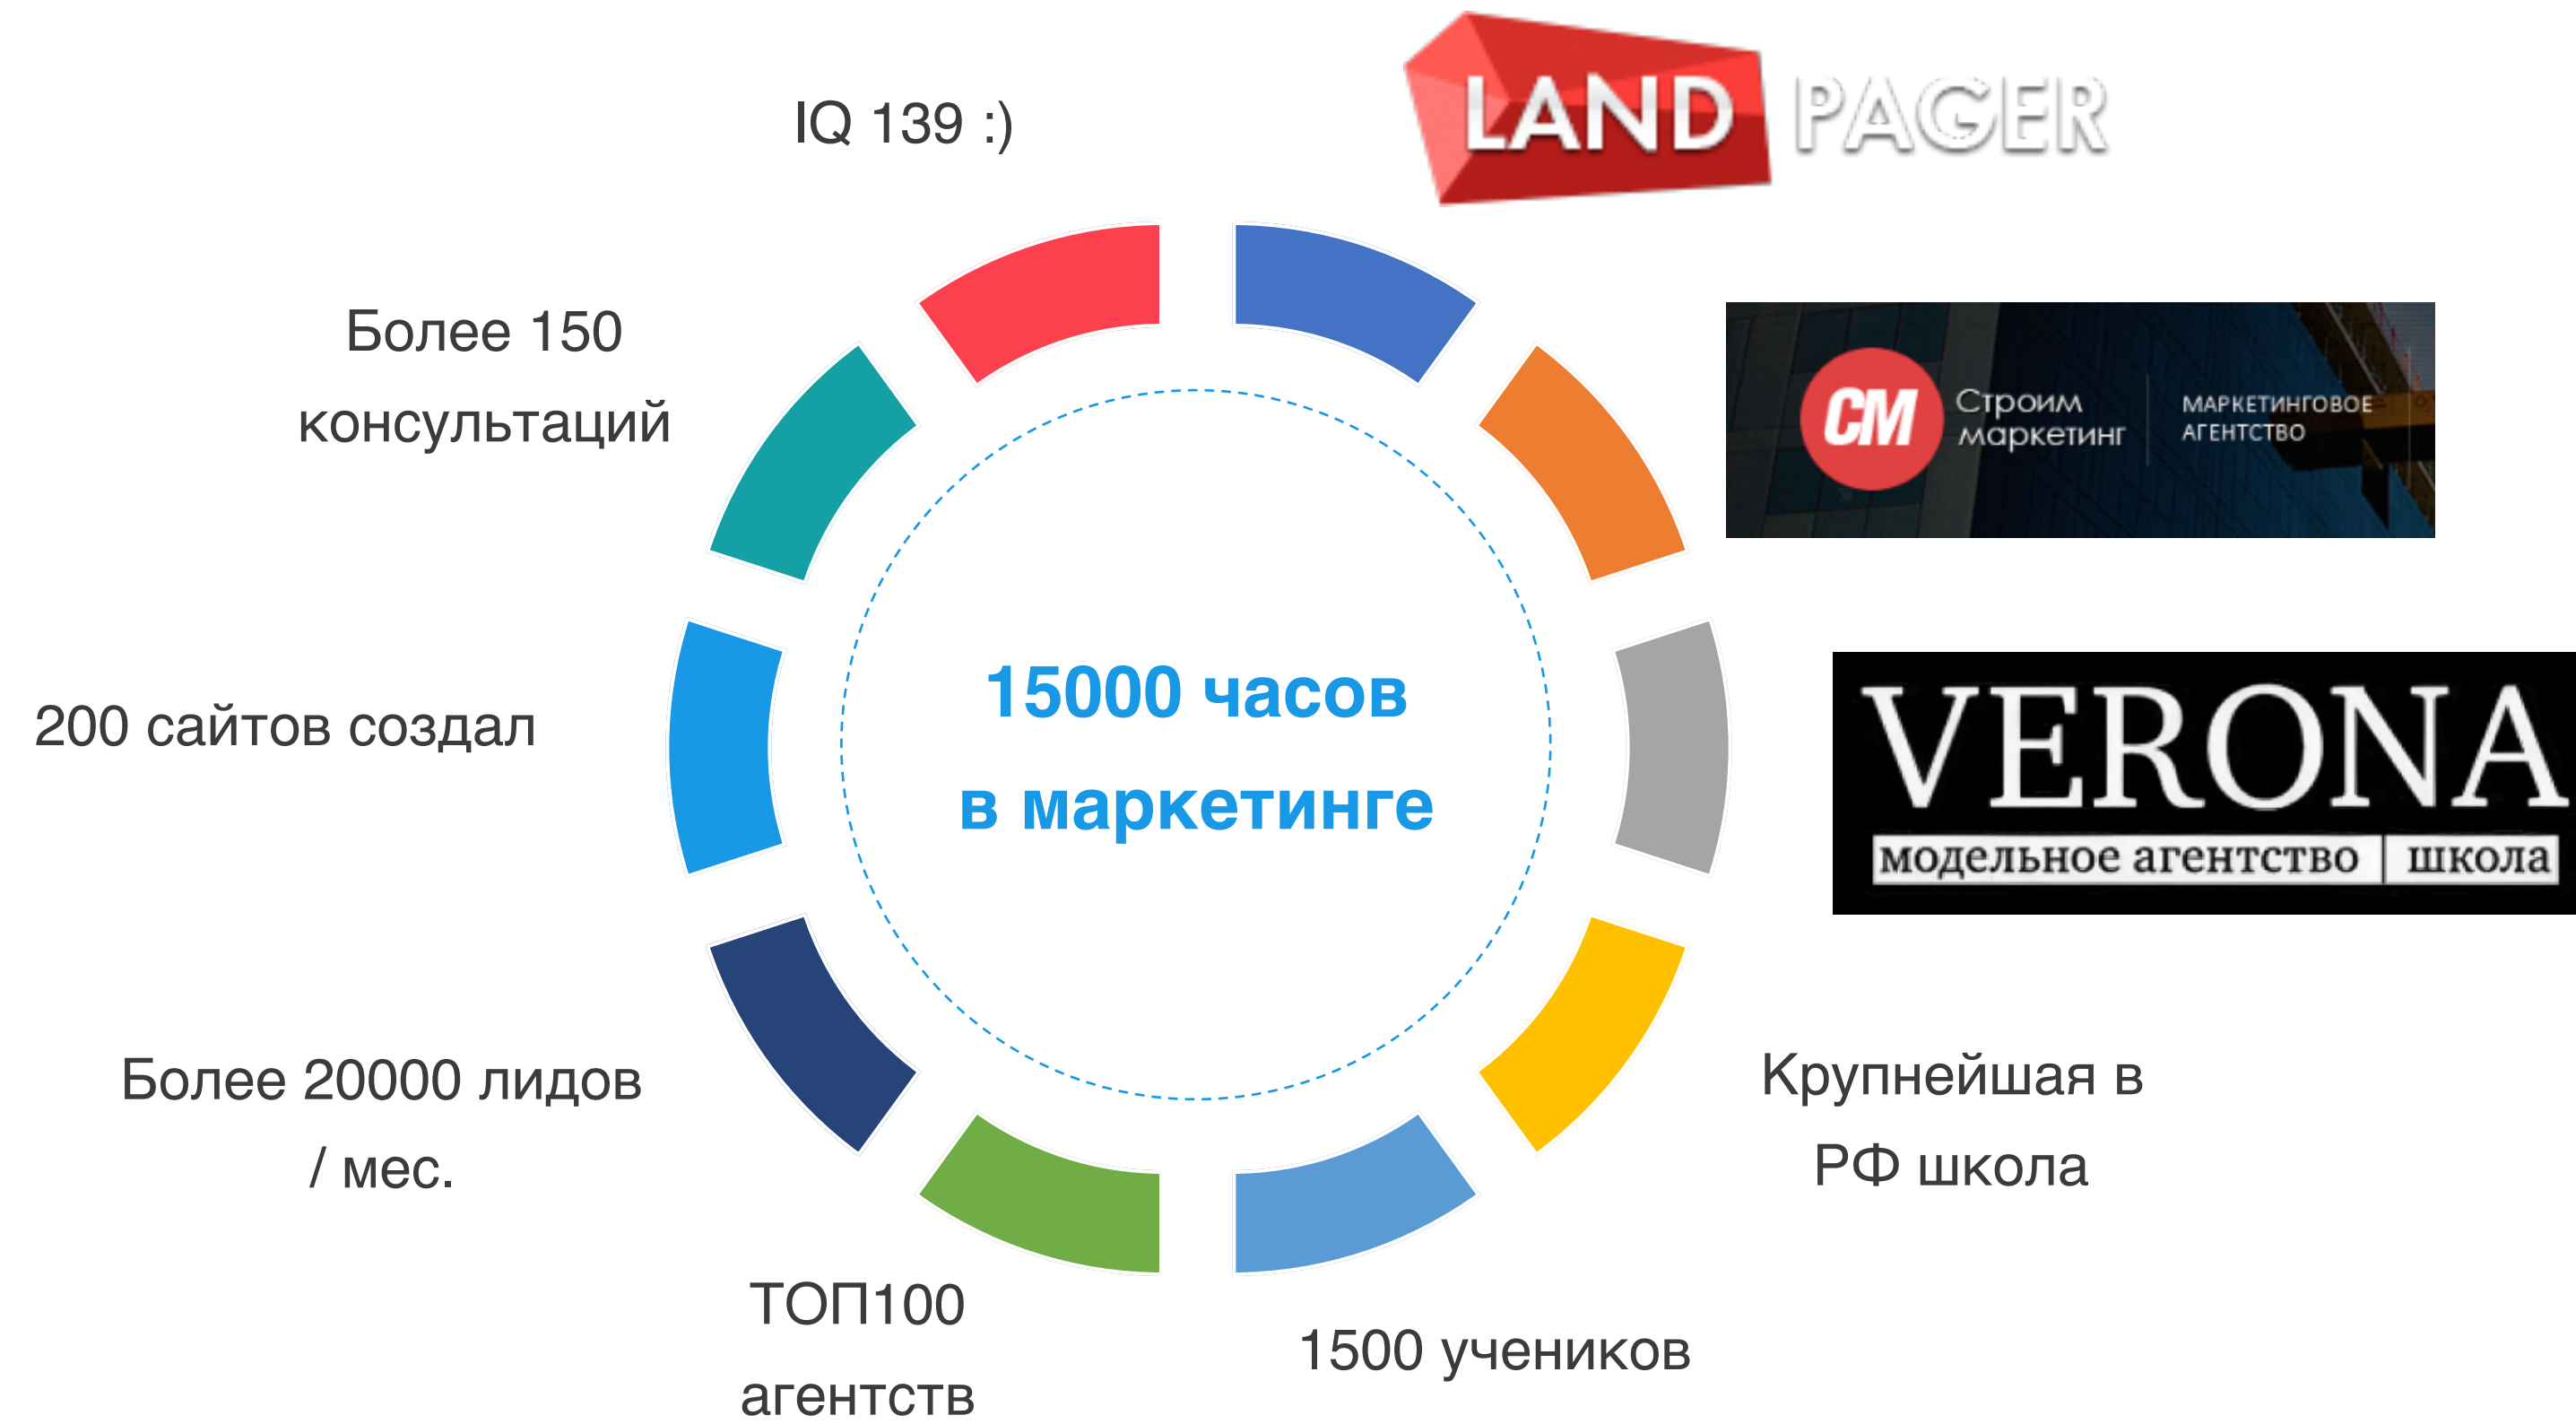 IQ 139 :)
LAND PAGER
Более 150
консультаций
СМ
Строим
маркетинг
МАРКЕТИНГОВОЕ
АГЕНТСТВО
200 сайтов создал
15000 часов
в маркетинге
VERONA
модельное агентство | школа
Более 20000 лидов
/ мес.
Крупнейшая в
РФ школа
ТОП100
агентств
1500 учеников